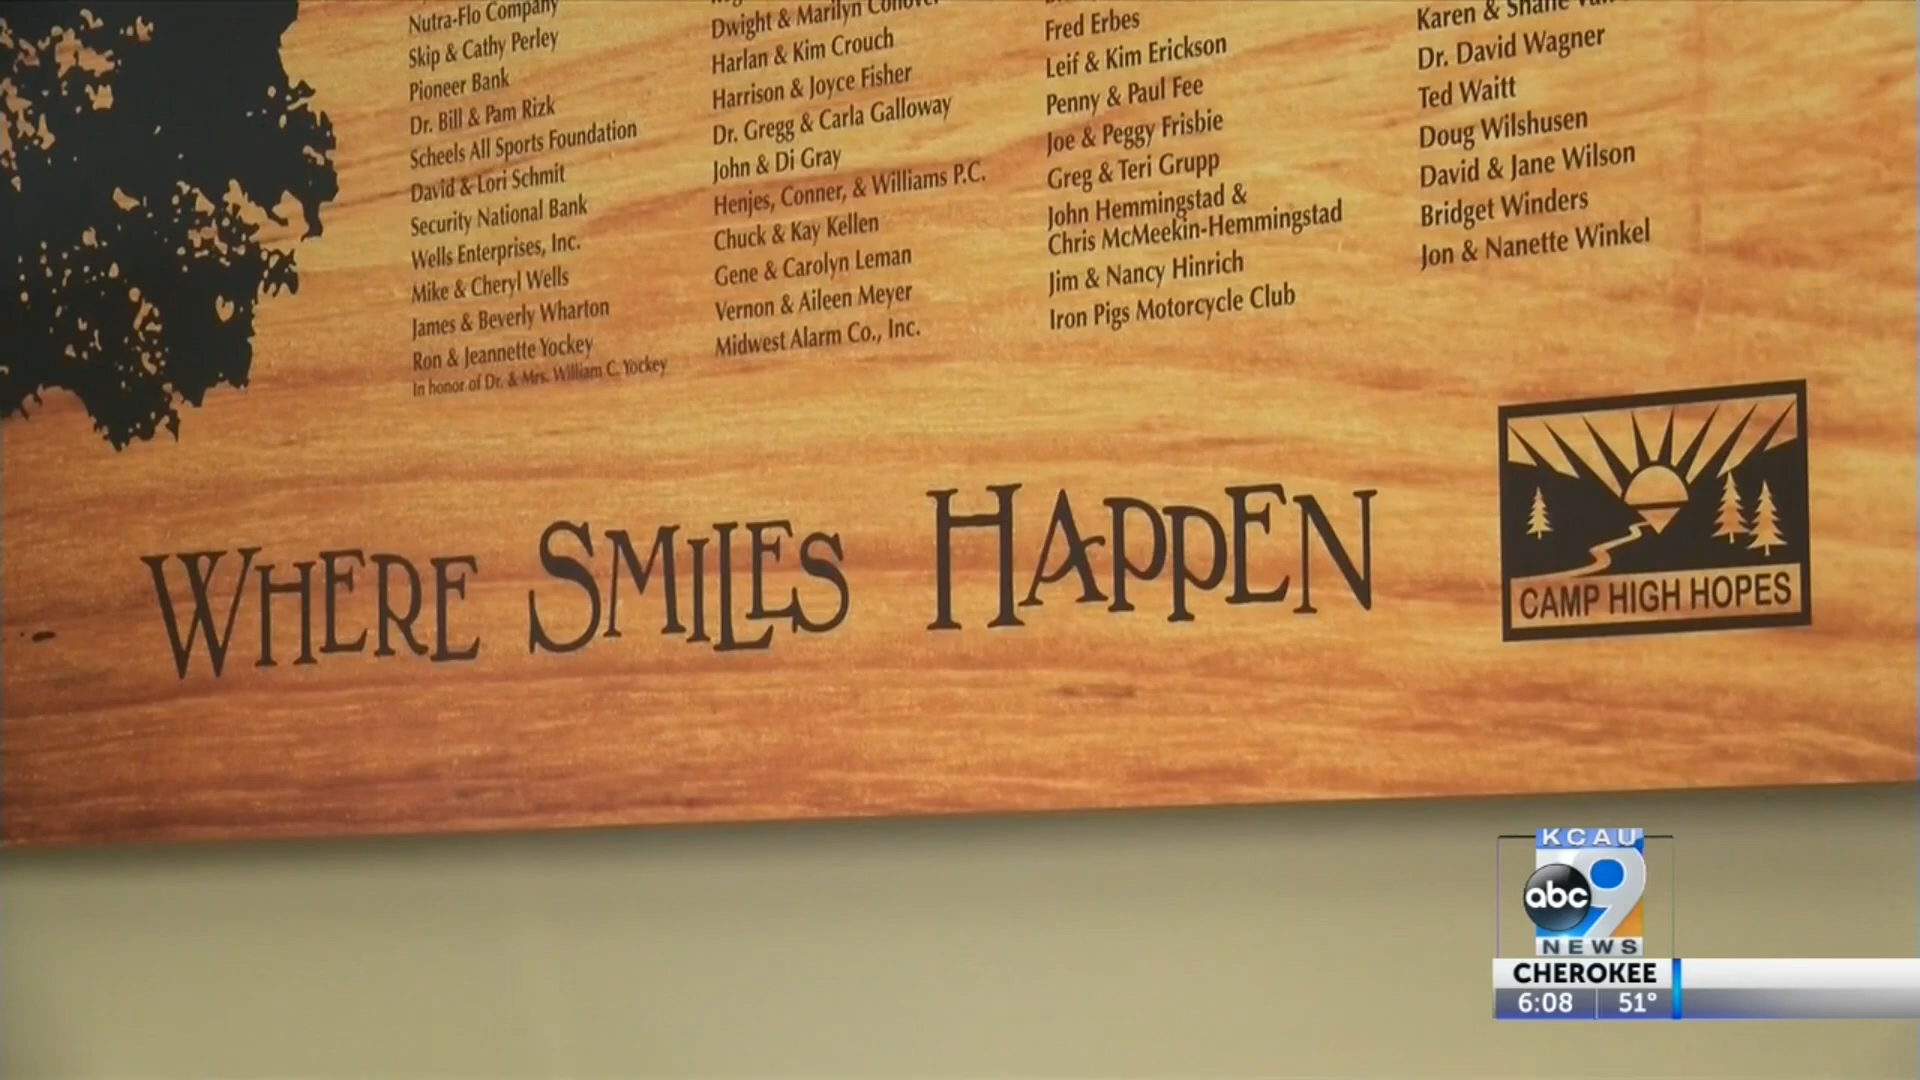 Nutra-Flo Company
Skip & Cathy Perley
Pioneer Bank
Dr. Bill & Pam Rizk
Scheels All Sports Foundation
David & Lori Schmit
Security National Bank
Wells Enterprises, Inc.
Mike & Cheryl Wells
James & Beverly Wharton
Ron & Jeannette Yockey
In honor of Dr. & Mrs. William C. Yockey
Dwight & Marilyn
Harlan & Kim Crouch
Harrison & Joyce Fisher
Dr. Gregg & Carla Galloway
John & Di Gray
Henjes, Conner, & Williams P.C.
Chuck & Kay Kellen
Gene & Carolyn Leman
Vernon & Aileen Meyer
Midwest Alarm Co., Inc.
Fred Erbes
Leif & Kim Erickson
Penny & Paul Fee
Joe & Peggy Frisbie
Greg & Teri Grupp
John Hemmingstad &
Chris McMeekin-Hemmingstad
Jim & Nancy Hinrich
Iron Pigs Motorcycle Club
Karen & Shane
Dr. David Wagner
Ted Waitt
Doug Wilshusen
David & Jane Wilson
Bridget Winders
Jon & Nanette Winkel
WHERE SMILES HAPPEN
CAMP HIGH HOPES
KCAU
abc 9
NEWS
CHEROKEE
6:08 51°